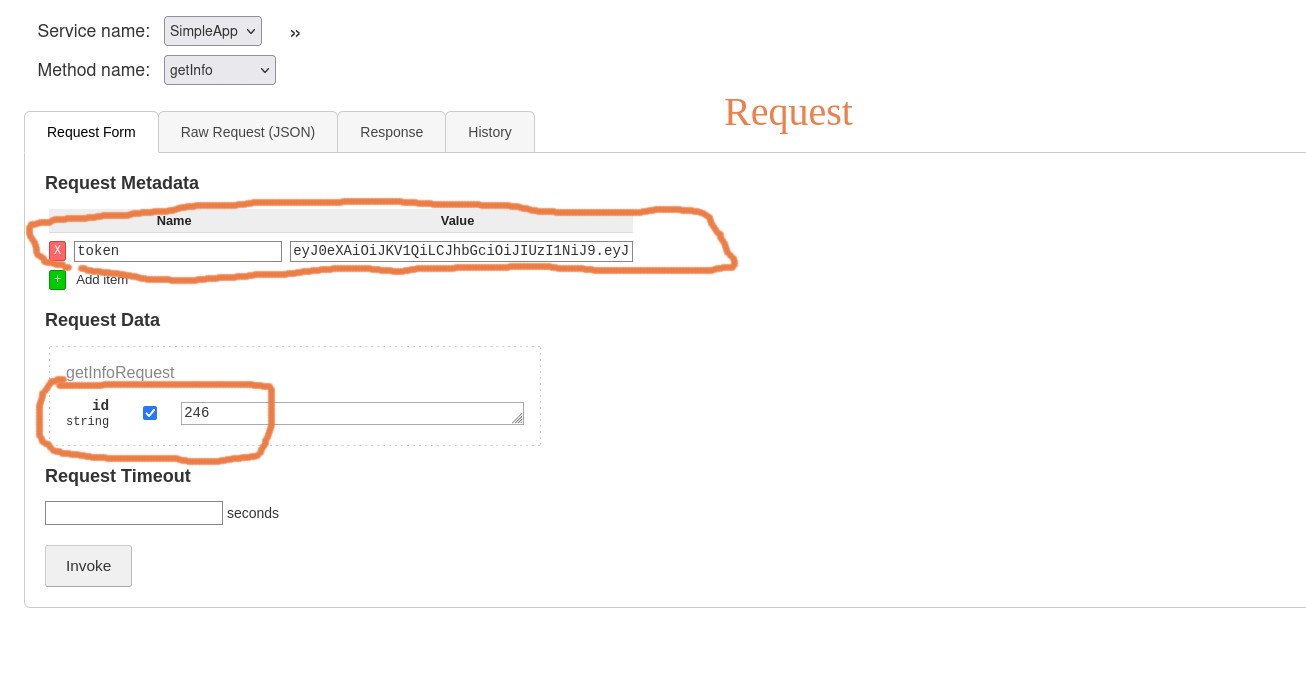 Service name: SimpleApp »
Method name: getInfo
Request
Request Form Raw Request (JSON) Response History
Request Metadata
Name Value
X token eyJ0eXAiOiJKV1QiLCJhbGciOiJIUzI1NiJ9.eyJ
+ Add item
Request Data
getInfoRequest
id 246
string
Request Timeout
seconds
Invoke